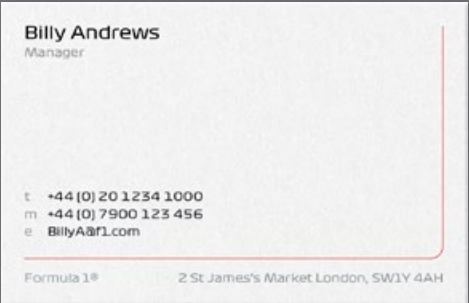 Billy Andrews
Manager
t +44 (0) 20 1234 1000
m +44 (0) 7900 123 456
e BillyA@f1.com
Formula 1® 2 St James's Market London, SW1Y 4AH